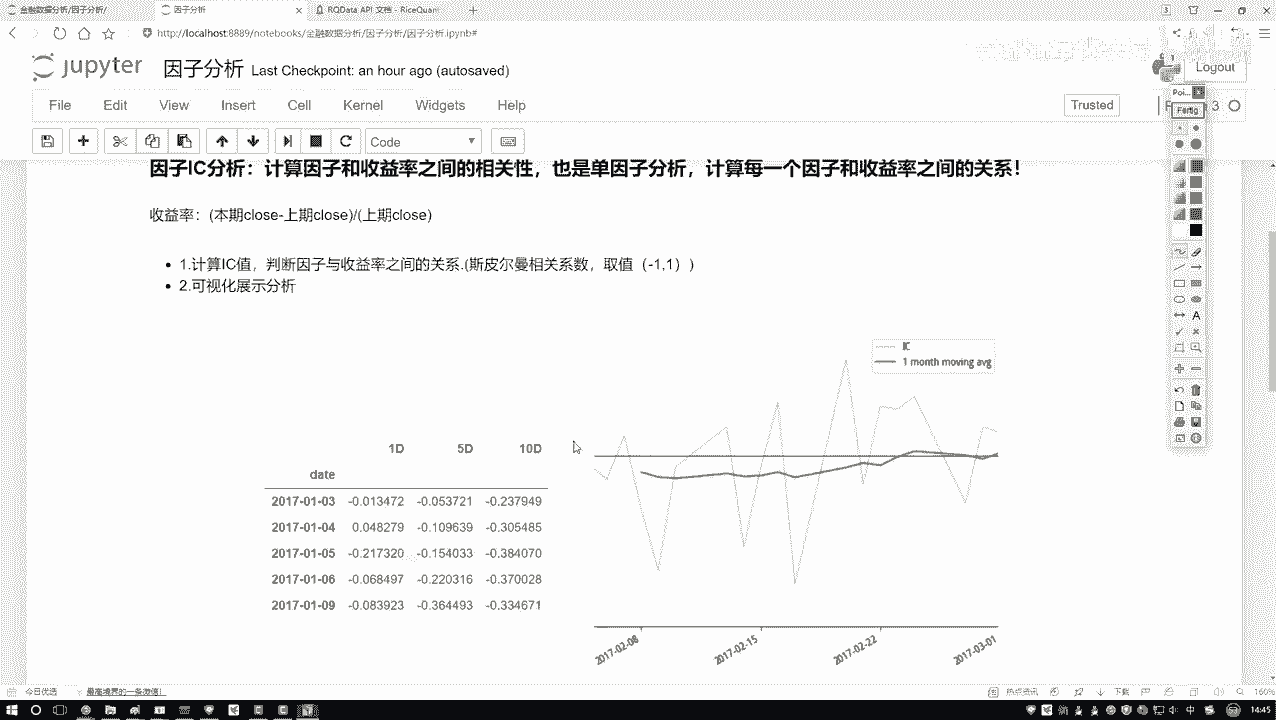 金融数据分析/因子分析/
因子分析
RQData API 文档 - RiceQuant
3
http://localhost:8889/notebooks/金融数据分析/因子分析/因子分析.ipynb#
jupyter 因子分析 Last Checkpoint: an hour ago (autosaved)
Logout
File Edit View Insert Cell Kernel Widgets Help
Trusted
3
Code
Fertig
因子IC分析：计算因子和收益率之间的相关性，也是单因子分析，计算每一个因子和收益率之间的关系！
收益率：(本期close-上期close)/(上期close)
1.计算IC值，判断因子与收益率之间的关系.(斯皮尔曼相关系数，取值（-1,1）)
2.可视化展示分析
IC
1 month moving avg
1D 5D 10D
date
2017-01-03 -0.013472 -0.053721 -0.237949
2017-01-04 0.048279 -0.109639 -0.305485
2017-01-05 -0.217320 -0.154033 -0.384070
2017-01-06 -0.068497 -0.220316 -0.370028
2017-01-09 -0.083923 -0.364493 -0.334671
2017-02-08
2017-02-15
2017-02-22
2017-03-01
今日优选
热点资讯
下载
160%
中
14:45